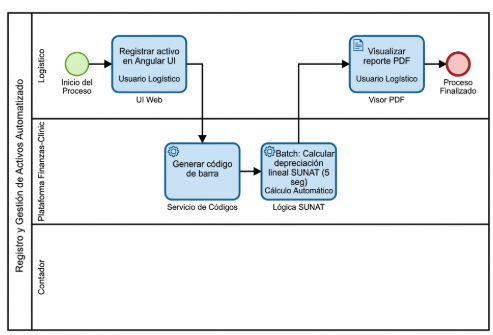 Registro y Gestión de Activos Automatizado
Logístico
Inicio del
Proceso
Registrar activo
en Angular UI
Usuario Logístico
UI Web
Visualizar
reporte PDF
Usuario Logístico
Visor PDF
Proceso
Finalizado
Plataforma Finanzas-Clinic
Generar código
de barra
Servicio de Códigos
Batch: Calcular
depreciación
lineal SUNAT (5
seg)
Cálculo Automático
Lógica SUNAT
Contador